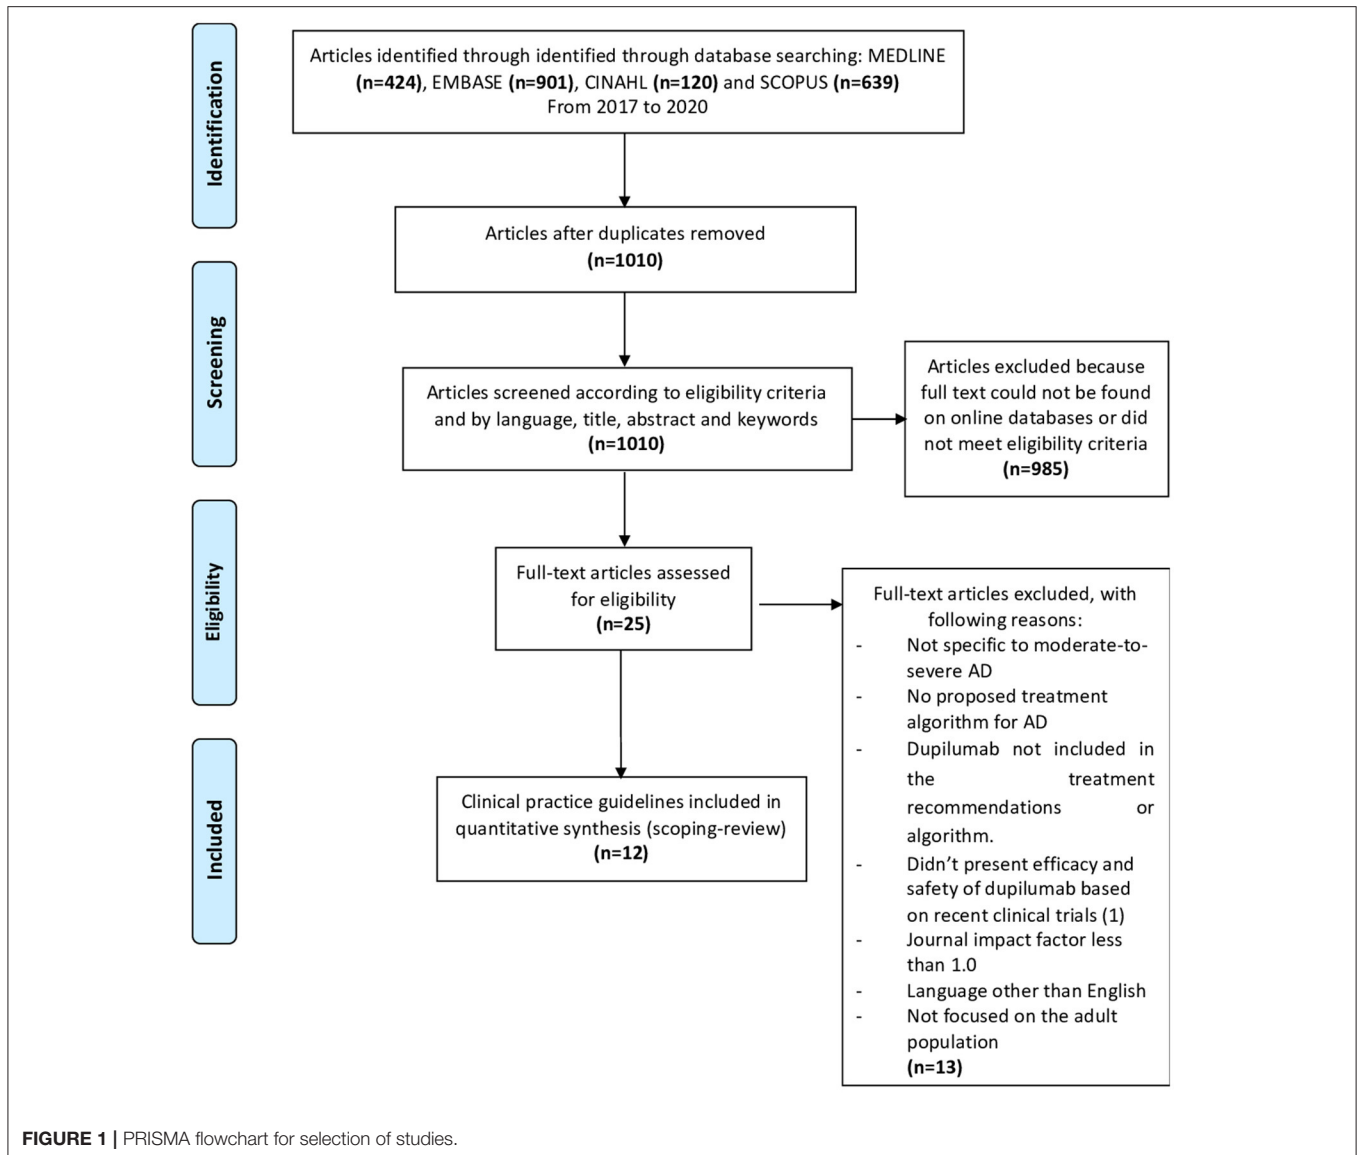 Identification
Articles identified through identified through database searching: MEDLINE
(n=424), EMBASE (n=901), CINAHL (n=120) and SCOPUS (n=639)
From 2017 to 2020
Articles after duplicates removed
(n=1010)
Screening
Articles screened according to eligibility criteria
and by language, title, abstract and keywords
(n=1010)
Articles excluded because
full text could not be found
on online databases or did
not meet eligibility criteria
(n=985)
Eligibility
Full-text articles assessed
for eligibility
(n=25)
Full-text articles excluded, with
following reasons:
- Not specific to moderate-to-
severe AD
- No proposed treatment
algorithm for AD
- Dupilumab not included in
the treatment
recommendations or
algorithm.
- Didn't present efficacy and
safety of dupilumab based
on recent clinical trials (1)
- Journal impact factor less
than 1.0
- Language other than English
- Not focused on the adult
population
(n=13)
Included
Clinical practice guidelines included in
quantitative synthesis (scoping-review)
(n=12)
FIGURE 1 | PRISMA flowchart for selection of studies.